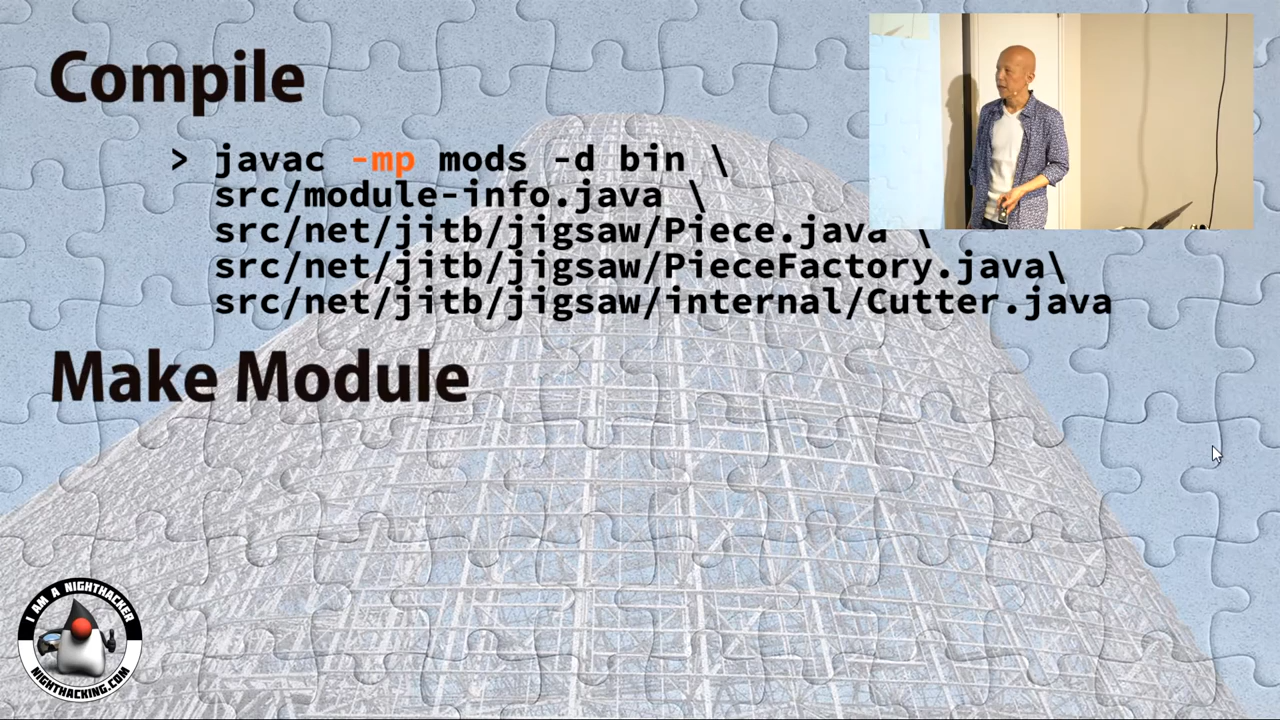 Compile
> javac -mp mods -d bin \
src/module-info.java \
src/net/jitb/jigsaw/Piece.java \
src/net/jitb/jigsaw/PieceFactory.java\
src/net/jitb/jigsaw/internal/Cutter.java
Make Module
I AM A NIGHTHACKER
NIGHTHACKING.COM